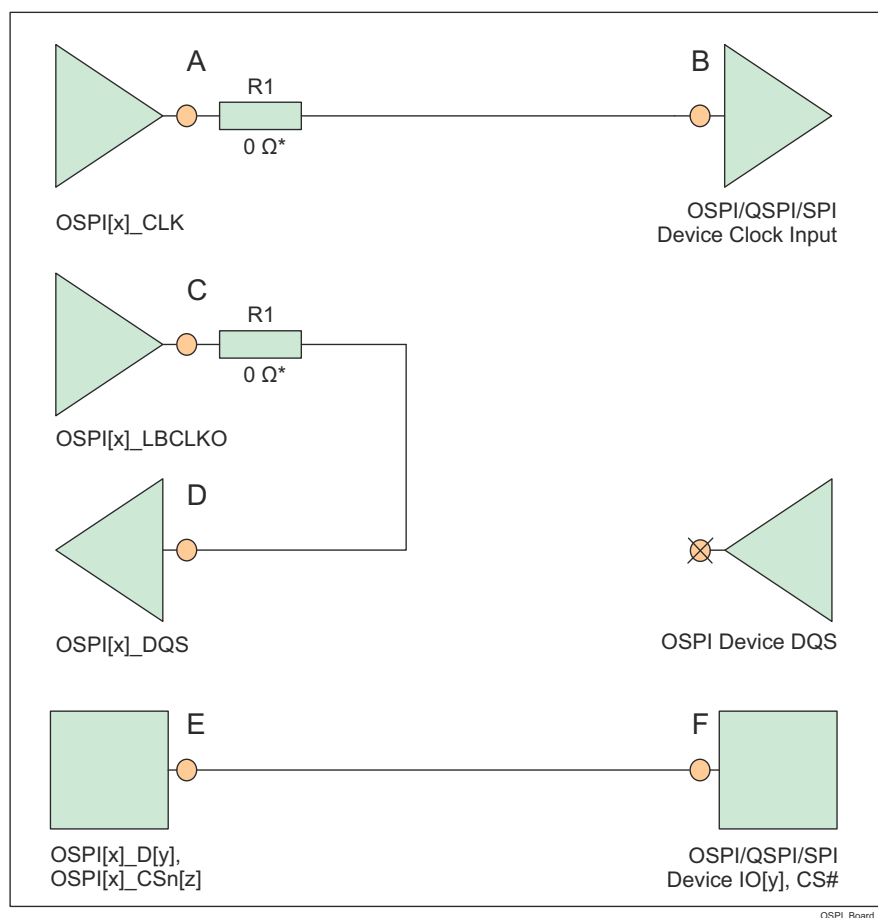 A
B
R1
0 Ω*
OSPI[x]_CLK
OSPI/QSPI/SPI
Device Clock Input
C
R1
0 Ω*
OSPI[x]_LBCLKO
D
OSPI[x]_DQS
OSPI Device DQS
E
F
OSPI[x]_D[y],
OSPI[x]_CSn[z]
OSPI/QSPI/SPI
Device IO[y], CS#
OSPI_Board